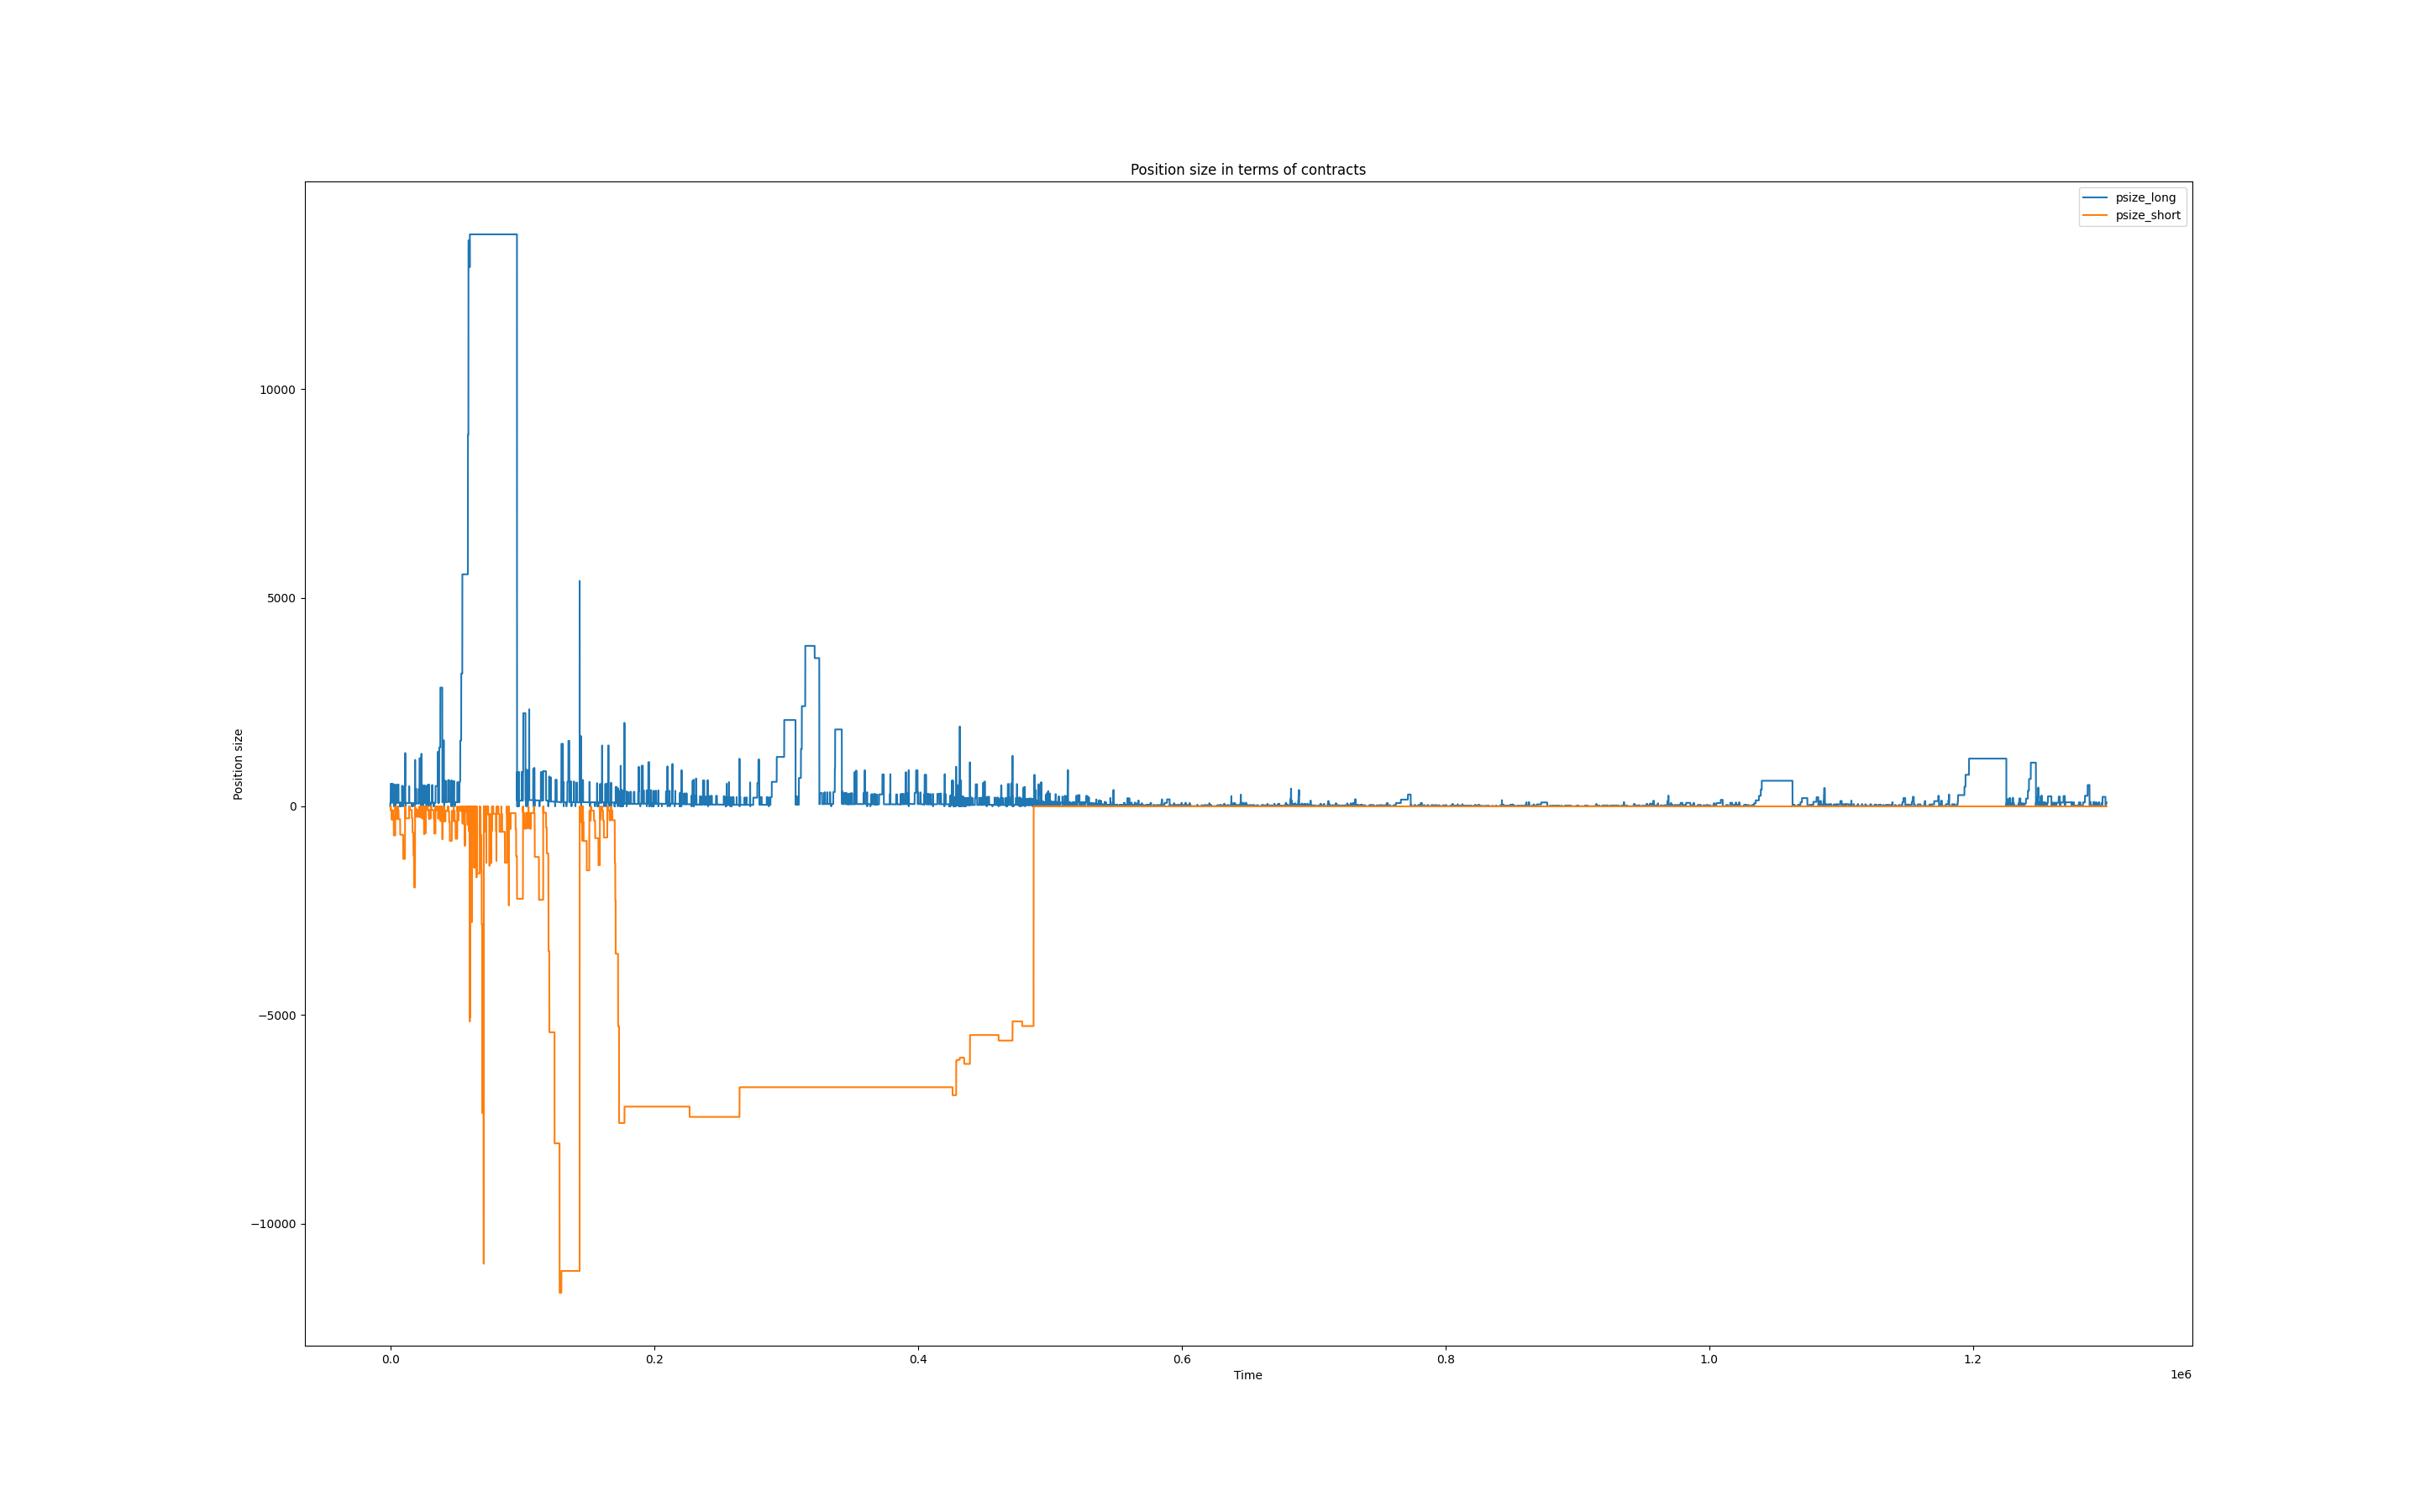 Position size in terms of contracts
psize_long
psize_short
Position size
10000
5000
0
−5000
−10000
0.0
0.2
0.4
0.6
0.8
1.0
1.2
1e6
Time